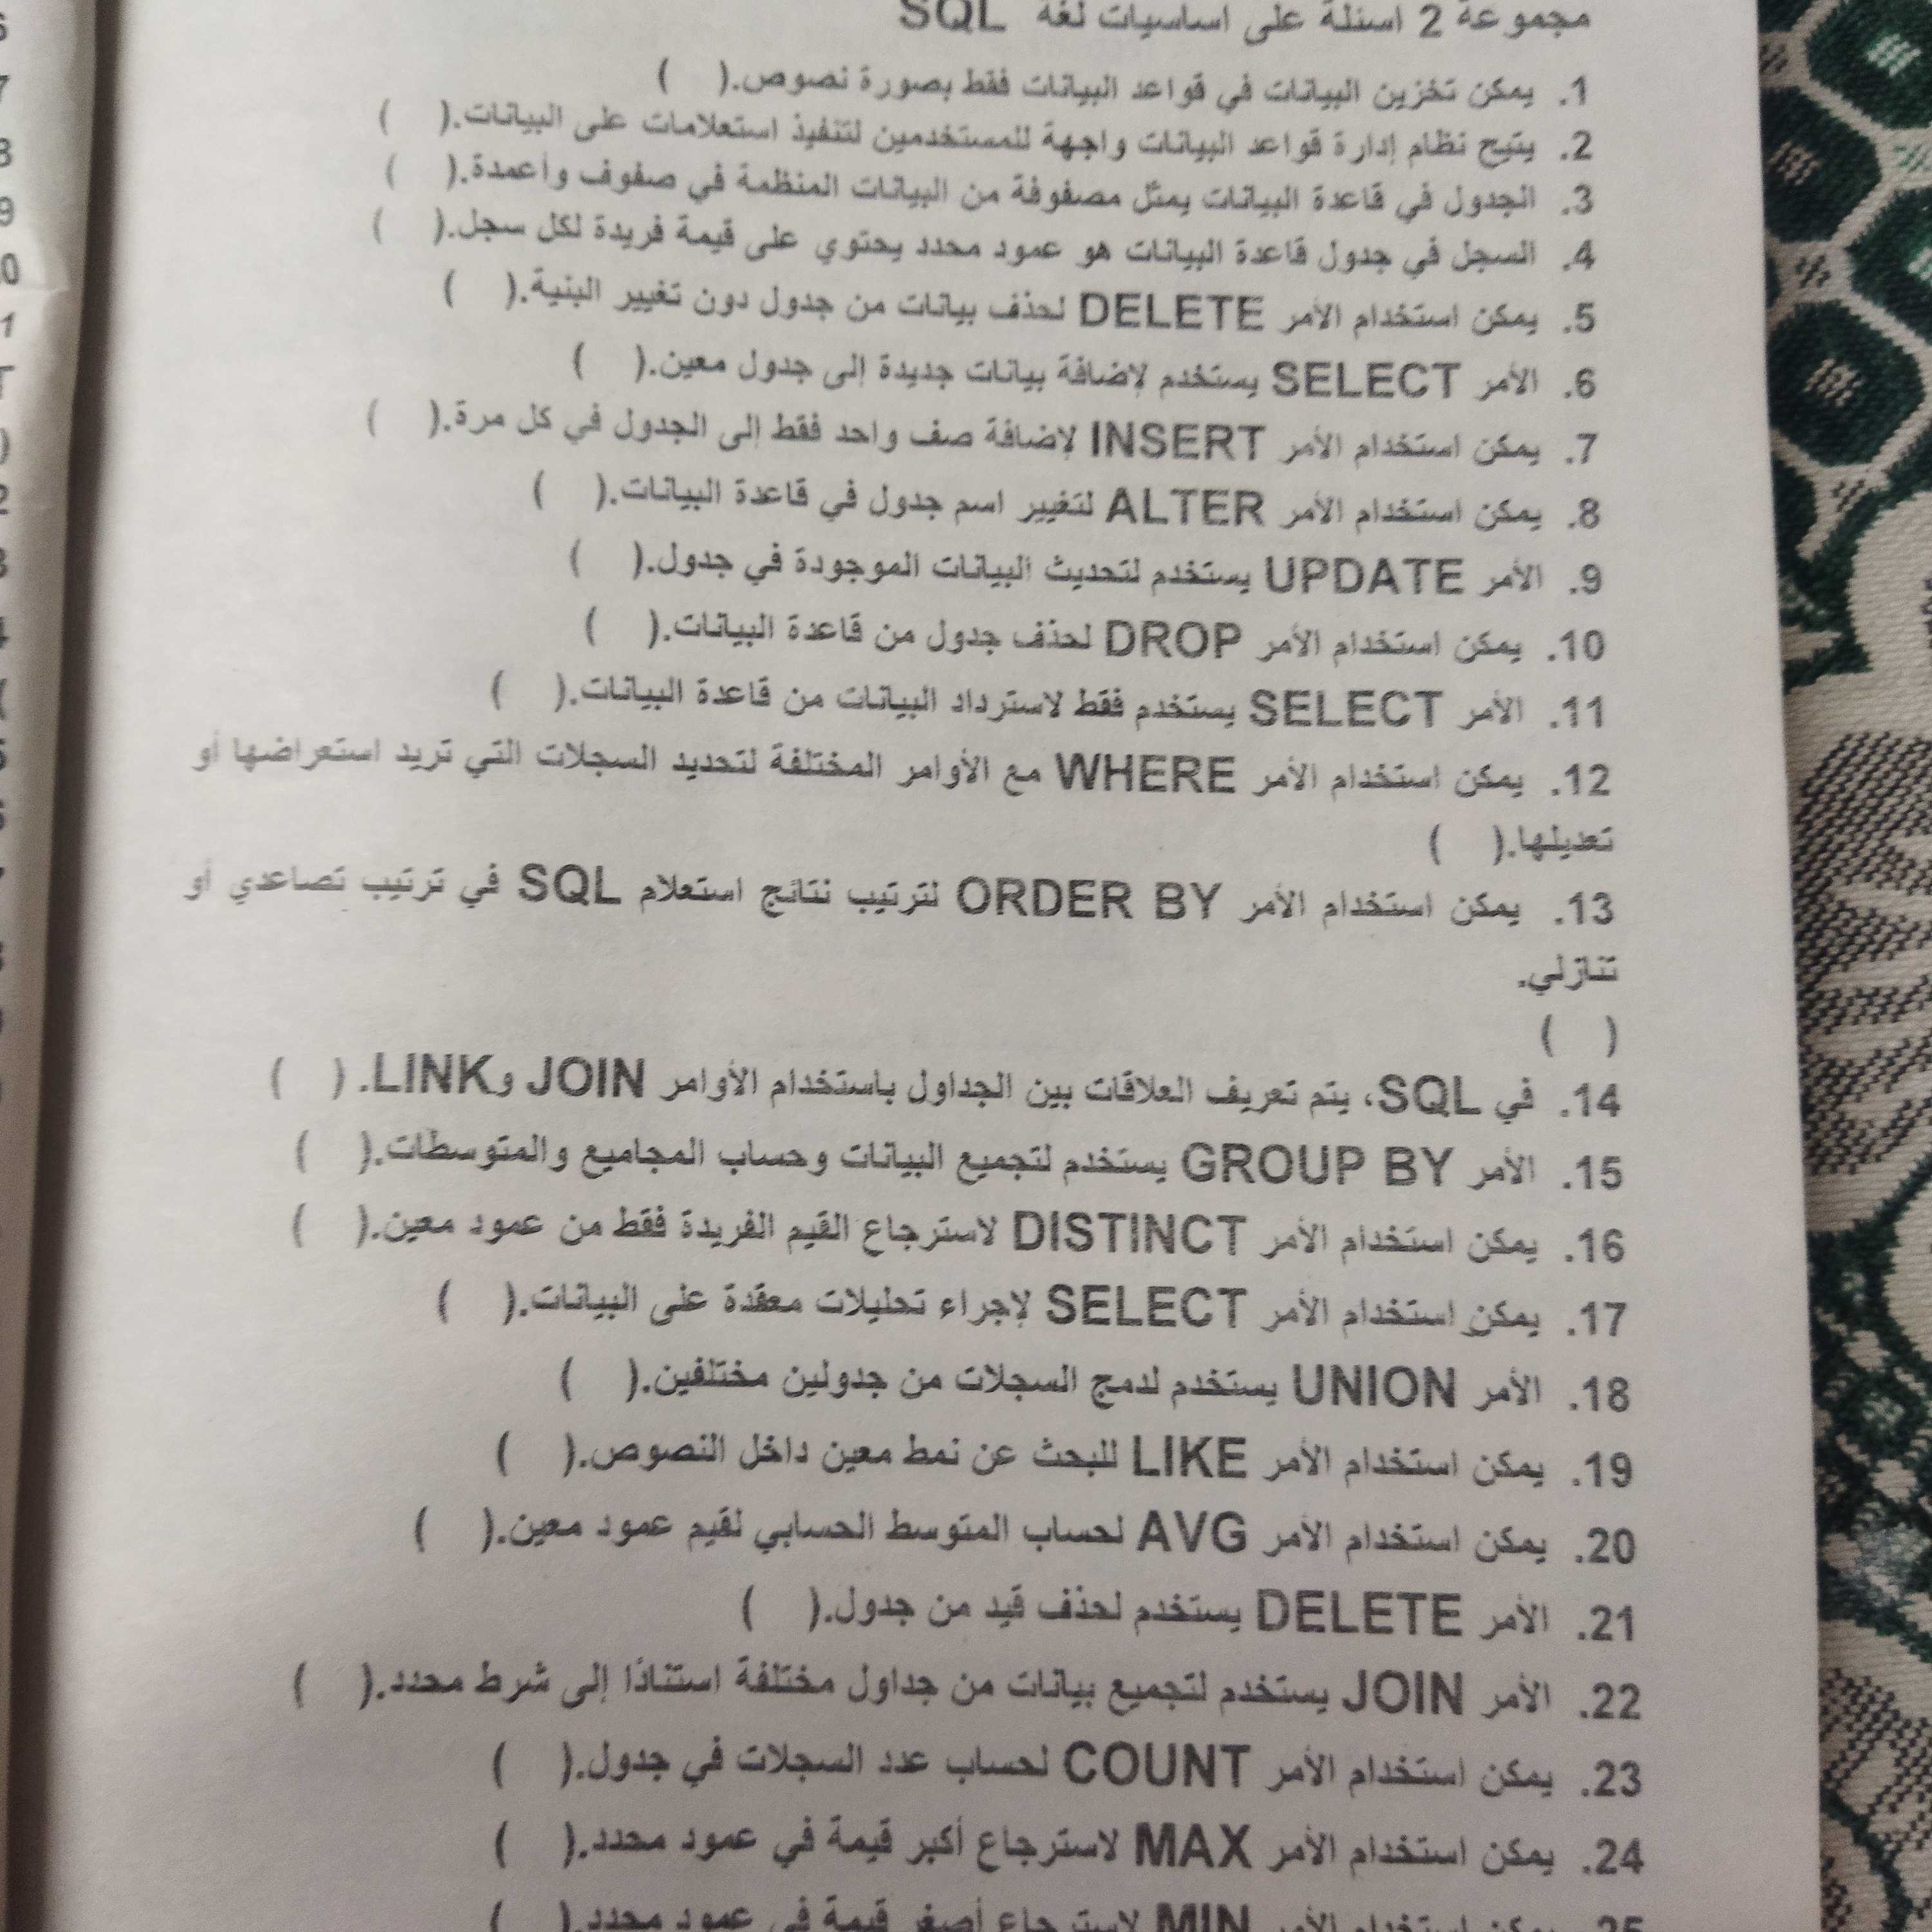 مجموعة 2 اسئلة على اساسيات لغة SQL
1. يمكن تخزين البيانات في قواعد البيانات فقط بصورة نصوص.( )
2. يتيح نظام إدارة قواعد البيانات واجهة للمستخدمين لتنفيذ استعلامات على البيانات.( )
3. الجدول في قاعدة البيانات يمثل مصفوفة من البيانات المنظمة في صفوف وأعمدة.( )
4. السجل في جدول قاعدة البيانات هو عمود محدد يحتوي على قيمة فريدة لكل سجل.( )
5. يمكن استخدام الأمر DELETE لحذف بيانات من جدول دون تغيير البنية.( )
6. الأمر SELECT يستخدم لإضافة بيانات جديدة إلى جدول معين.( )
7. يمكن استخدام الأمر INSERT لإضافة صف واحد فقط إلى الجدول في كل مرة.( )
8. يمكن استخدام الأمر ALTER لتغيير اسم جدول في قاعدة البيانات.( )
9. الأمر UPDATE يستخدم لتحديث البيانات الموجودة في جدول.( )
10. يمكن استخدام الأمر DROP لحذف جدول من قاعدة البيانات.( )
11. الأمر SELECT يستخدم فقط لاسترداد البيانات من قاعدة البيانات.( )
12. يمكن استخدام الأمر WHERE مع الأوامر المختلفة لتحديد السجلات التي تريد استعراضها أو
تعديلها.( )
13. يمكن استخدام الأمر ORDER BY لترتيب نتائج استعلام SQL في ترتيب تصاعدي أو
تنازلي.
( )
14. في SQL، يتم تعريف العلاقات بين الجداول باستخدام الأوامر JOIN وLINK. ( )
15. الأمر GROUP BY يستخدم لتجميع البيانات وحساب المجاميع والمتوسطات.( )
16. يمكن استخدام الأمر DISTINCT لاسترجاع القيم الفريدة فقط من عمود معين.( )
17. يمكن استخدام الأمر SELECT لإجراء تحليلات معقدة على البيانات.( )
18. الأمر UNION يستخدم لدمج السجلات من جدولين مختلفين.( )
19. يمكن استخدام الأمر LIKE للبحث عن نمط معين داخل النصوص.( )
20. يمكن استخدام الأمر AVG لحساب المتوسط الحسابي لقيم عمود معين.( )
21. الأمر DELETE يستخدم لحذف قيد من جدول.( )
22. الأمر JOIN يستخدم لتجميع بيانات من جداول مختلفة استنادًا إلى شرط محدد.( )
23. يمكن استخدام الأمر COUNT لحساب عدد السجلات في جدول.( )
24. يمكن استخدام الأمر MAX لاسترجاع أكبر قيمة في عمود محدد.( )
25. يمكن استخدام الأمر MIN لاسترجاع أصغر قيمة في عمود محدد.( )